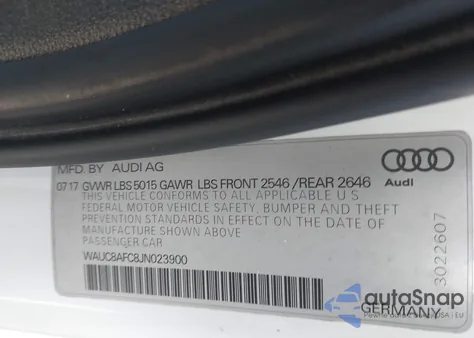 MFD. BY AUDI AG
07 17 GVWR LBS 5015 GAWR LBS FRONT 2546 /REAR 2646
THIS VEHICLE CONFORMS TO ALL APPLICABLE U S
FEDERAL MOTOR VEHICLE SAFETY, BUMPER AND THEFT
PREVENTION STANDARDS IN EFFECT ON THE DATE OF
MANUFACTURE SHOWN ABOVE
PASSENGER CAR
WAUC8AFC8JN023900
Audi
3022607
autoSnap
GERMANY
USA | EU